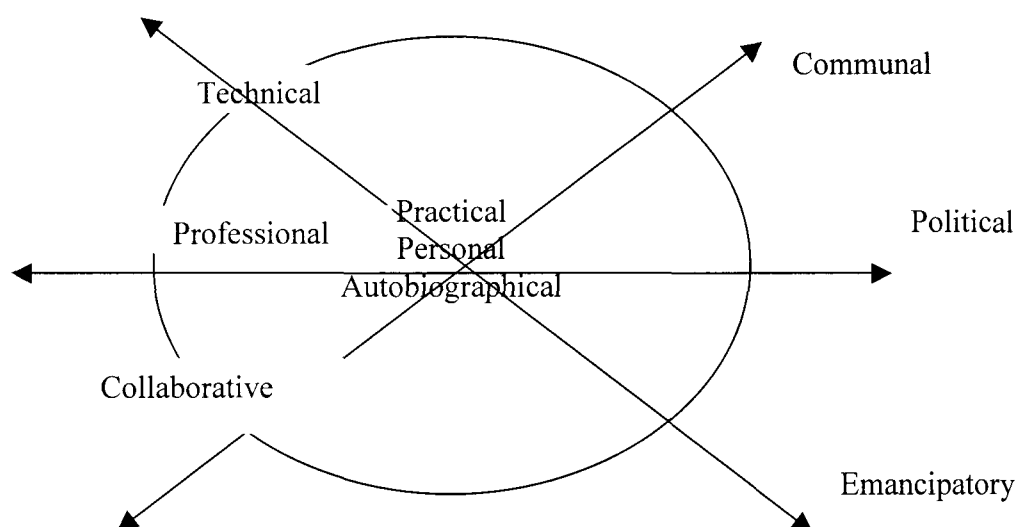 Communal
Technical
Practical
Political
Professional
Personal
Autobiographical
Collaborative
Emancipatory